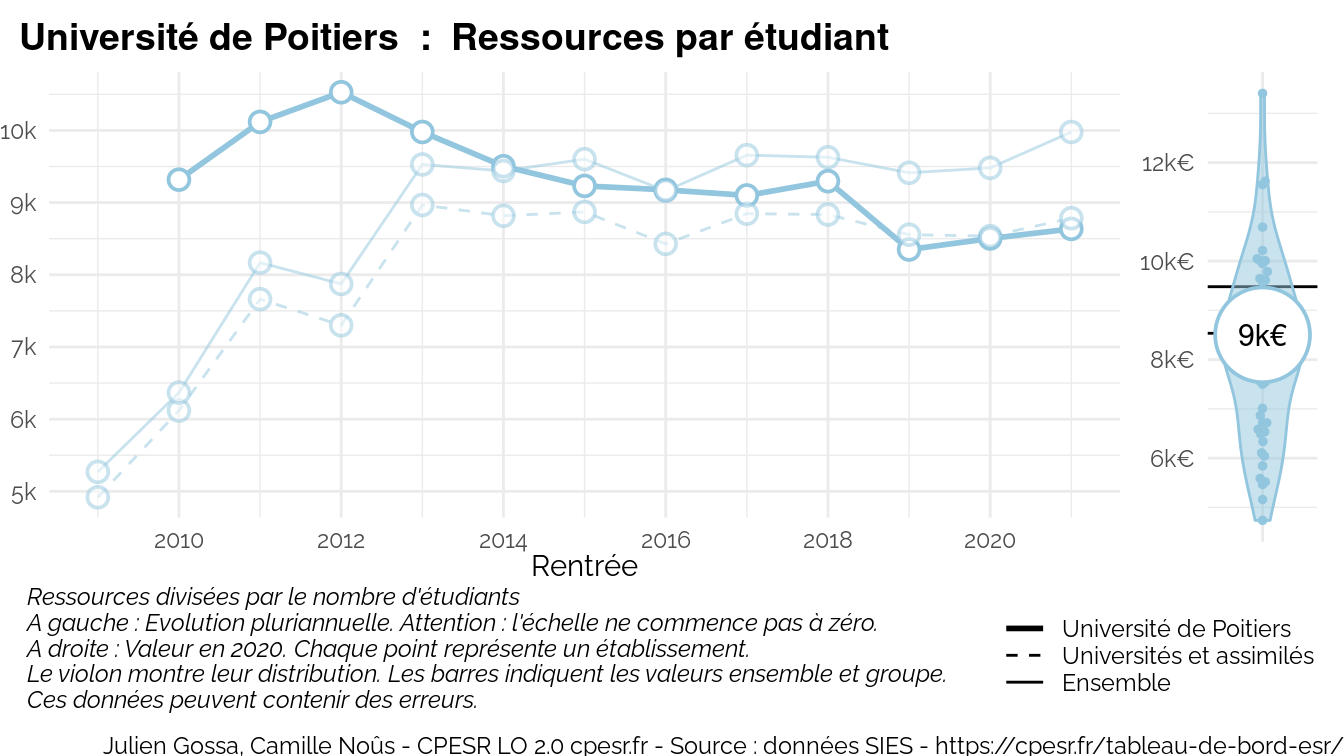 Université de Poitiers : Ressources par étudiant
10k
9k
8k
7k
6k
5k
2010
2012
2014
2016
2018
2020
Rentrée
12k€
10k€
8k€
6k€
9k€
Ressources divisées par le nombre d'étudiants
A gauche : Evolution pluriannuelle. Attention : l'échelle ne commence pas à zéro.
A droite : Valeur en 2020. Chaque point représente un établissement.
Le violon montre leur distribution. Les barres indiquent les valeurs ensemble et groupe.
Ces données peuvent contenir des erreurs.
Université de Poitiers
Universités et assimilés
Ensemble
Julien Gossa, Camille Noûs - CPESR LO 2.0 cpesr.fr - Source : données SIES - https://cpesr.fr/tableau-de-bord-esr/